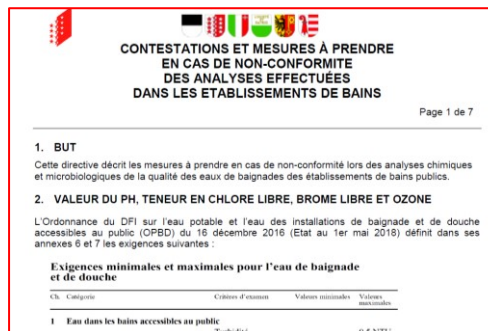 CONTESTATIONS ET MESURES À PRENDRE
EN CAS DE NON-CONFORMITE
DES ANALYSES EFFECTUÉES
DANS LES ETABLISSEMENTS DE BAINS
Page 1 de 7
1. BUT
Cette directive décrit les mesures à prendre en cas de non-conformité lors des analyses chimiques
et microbiologiques de la qualité des eaux de baignades des établissements de bains publics.
2. VALEUR DU PH, TENEUR EN CHLORE LIBRE, BROME LIBRE ET OZONE
L'Ordonnance du DFI sur l'eau potable et l'eau des installations de baignade et de douche
accessibles au public (OPBD) du 16 décembre 2016 (Etat au 1er mai 2018) définit dans ses
annexes 6 et 7 les exigences suivantes :
Exigences minimales et maximales pour l'eau de baignade
et de douche
Ch. Catégorie Critères d'examen Valeurs minimales Valeurs
maximales
1 Eau dans les bains accessibles au public
Turbidité 0,5 NTU